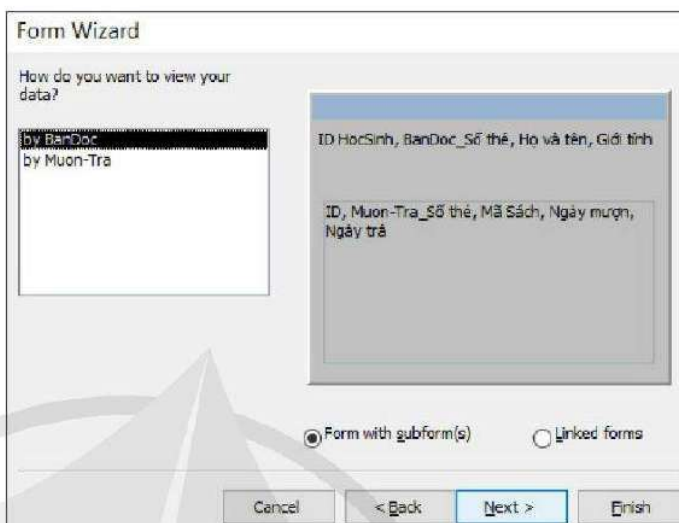 Form Wizard
How do you want to view your
data?
by BanDoc
by Muon-Tra
ID HocSinh, BanDoc_Số thẻ, Họ và tên, Giới tính
ID, Muon-Tra_Số thẻ, Mã Sách, Ngày mượn,
Ngày trả
Form with subform(s)
Linked forms
Cancel
< Back
Next >
Finish